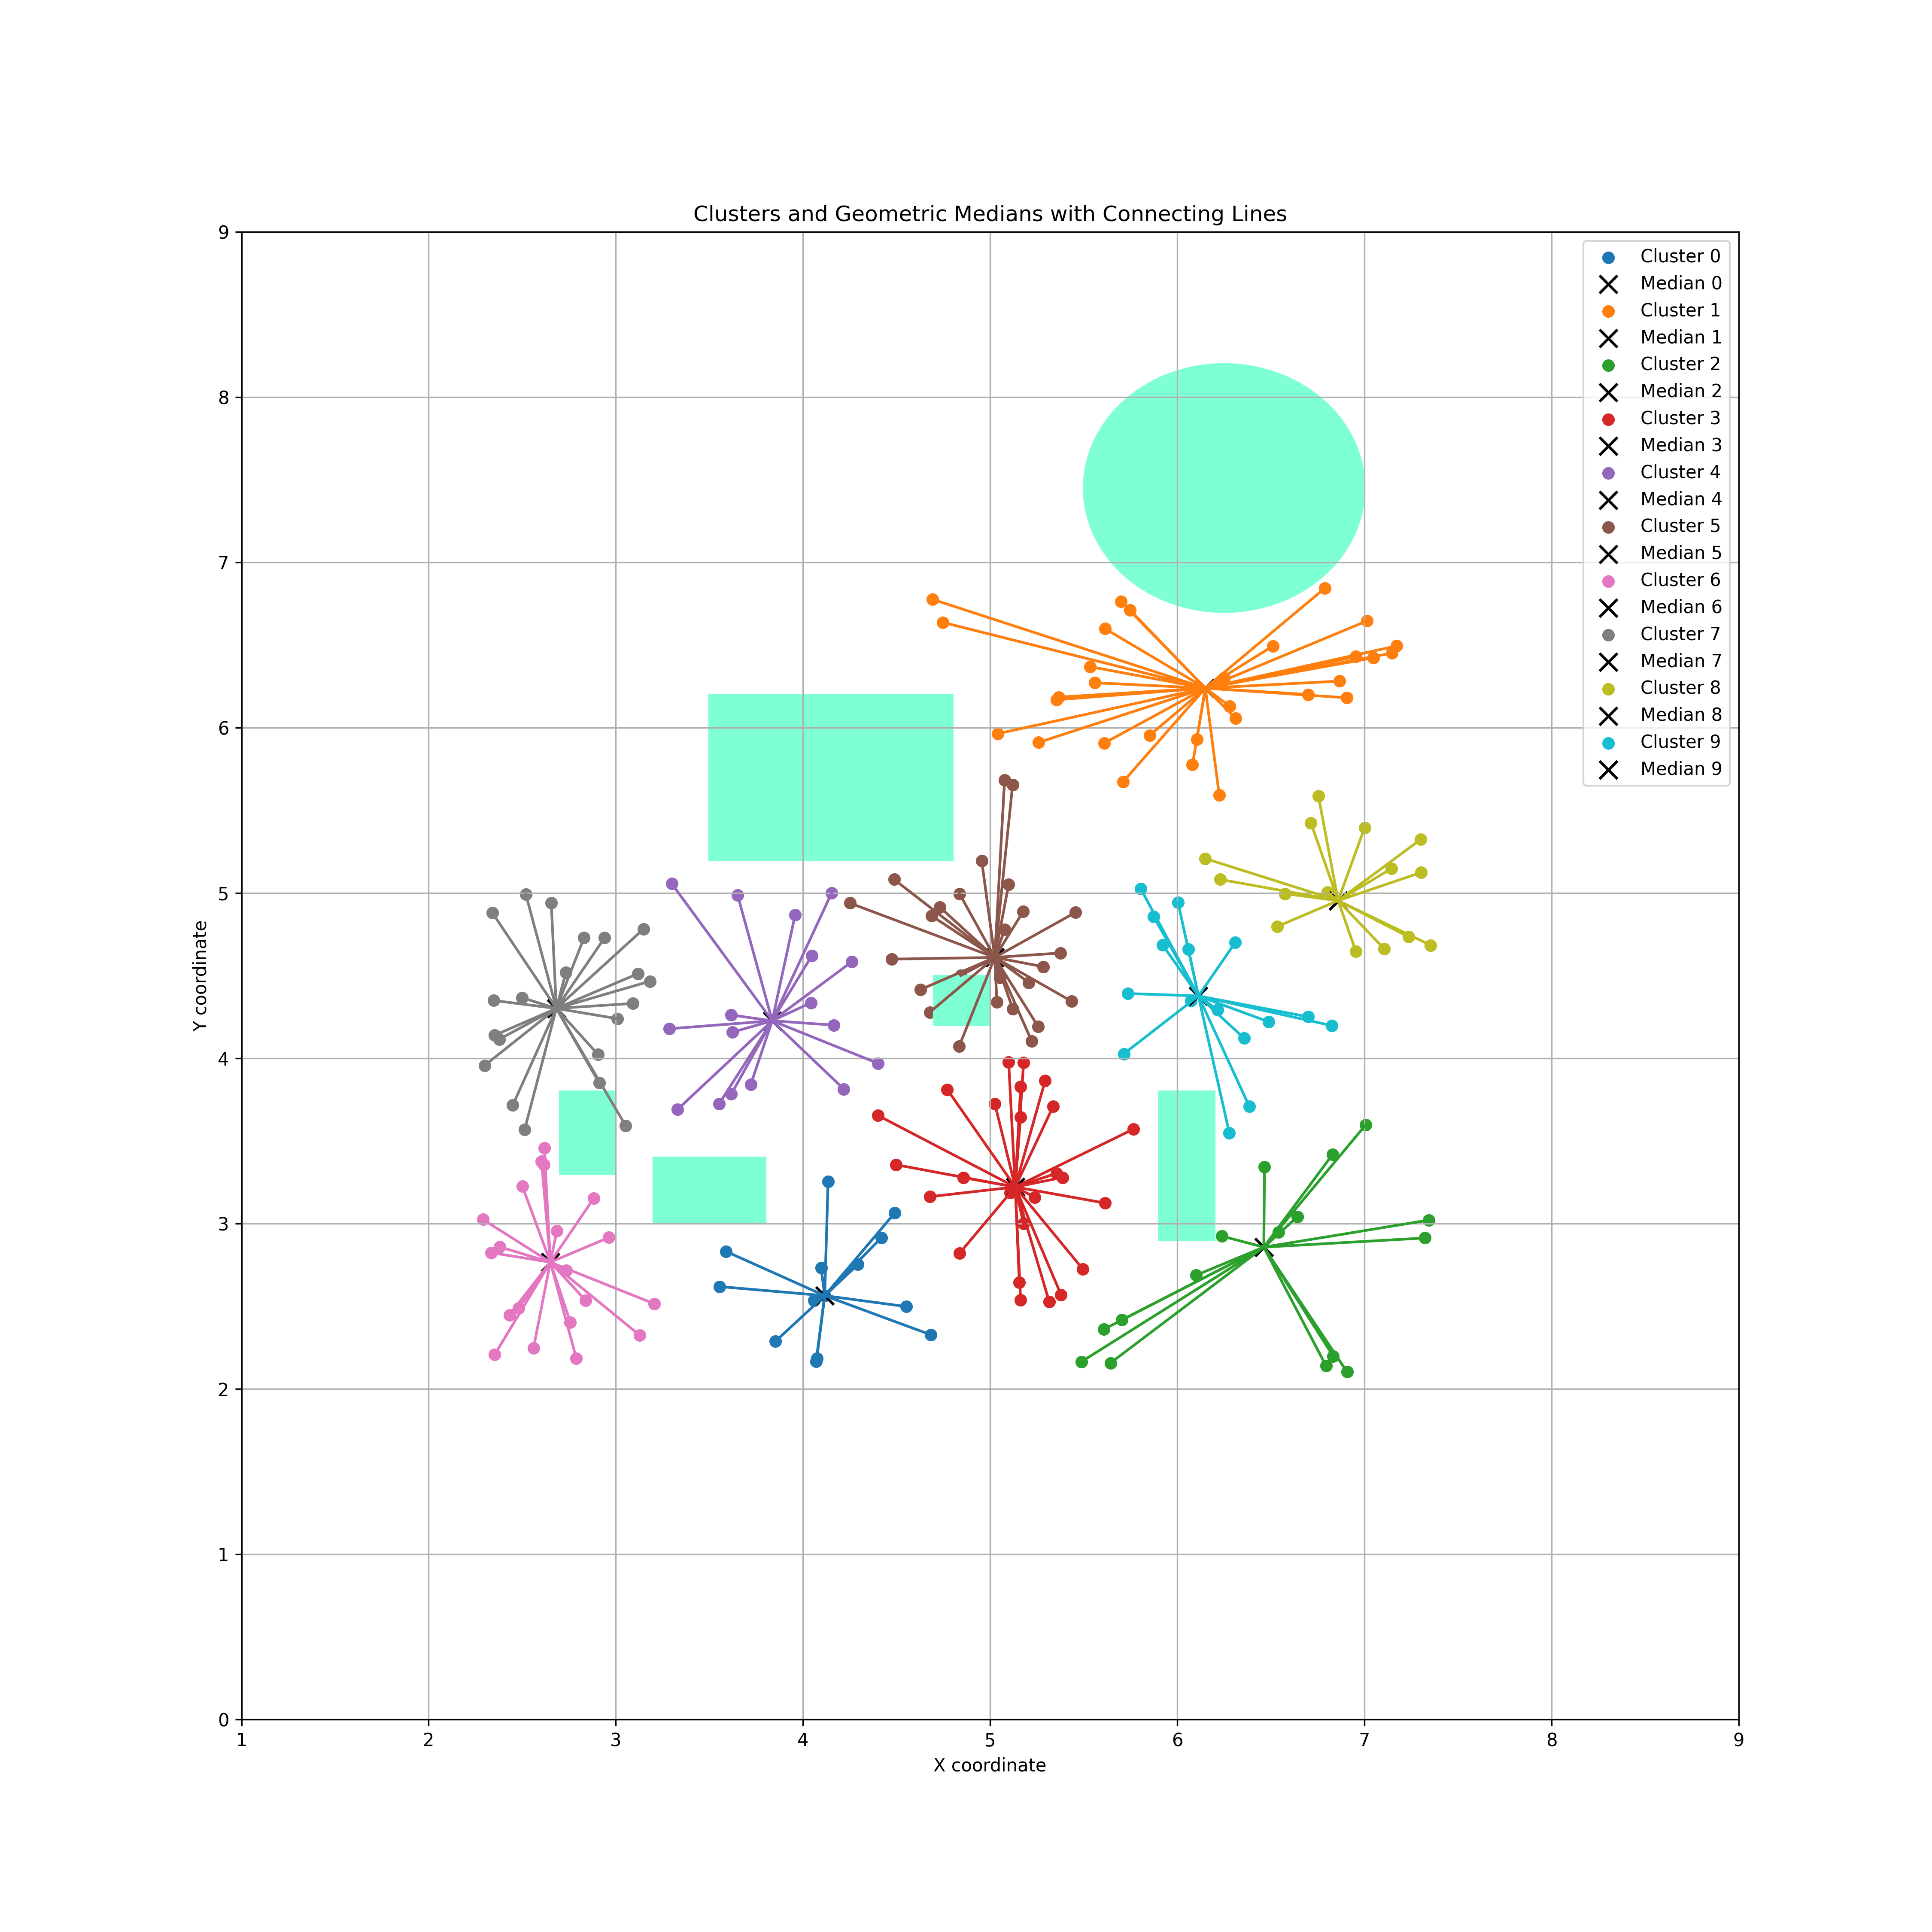 Clusters and Geometric Medians with Connecting Lines
9
8
7
6
5
4
3
2
1
0
Y coordinate
1 2 3 4 5 6 7 8 9
X coordinate
Cluster 0
Median 0
Cluster 1
Median 1
Cluster 2
Median 2
Cluster 3
Median 3
Cluster 4
Median 4
Cluster 5
Median 5
Cluster 6
Median 6
Cluster 7
Median 7
Cluster 8
Median 8
Cluster 9
Median 9